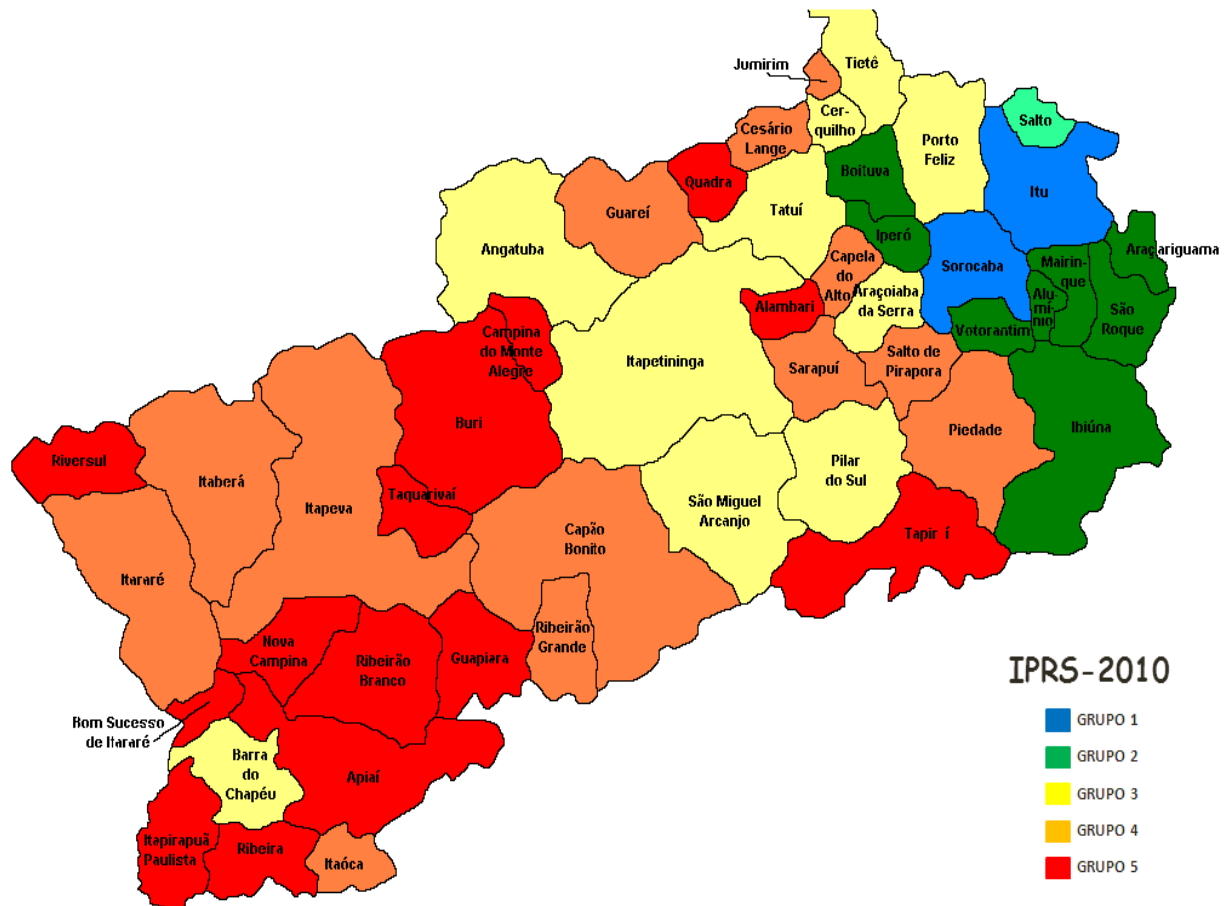 Tietê
Jumirim
Cer-
quilho
Salto
Cesário
Lange
Porto
Feliz
Boituva
Quadra
Itu
Guareí
Tatuí
Iperó
Angatuba
Araçariguama
Capela
do
Alto
Sorocaba
Mairin-
que
Araçoiaba
da Serra
Alambari
Alu-
mí-
nio
São
Roque
Votorantim
Campina
do Monte
Alegre
Itapetininga
Sarapuí
Salto de
Pirapora
Buri
Piedade
Ibiúna
Riversul
Pilar
do Sul
Itaberá
Taquarivaí
Itapeva
São Miguel
Arcanjo
Capão
Bonito
Tapir í
Itararé
Ribeirão
Grande
Nova
Campina
Ribeirão
Branco
Guapiara
IPRS-2010
Bom Sucesso
de Itararé
GRUPO 1
GRUPO 2
Barra
do
Chapéu
Apiaí
GRUPO 3
GRUPO 4
Itapirapuã
Paulista
Ribeira
Itaóca
GRUPO 5